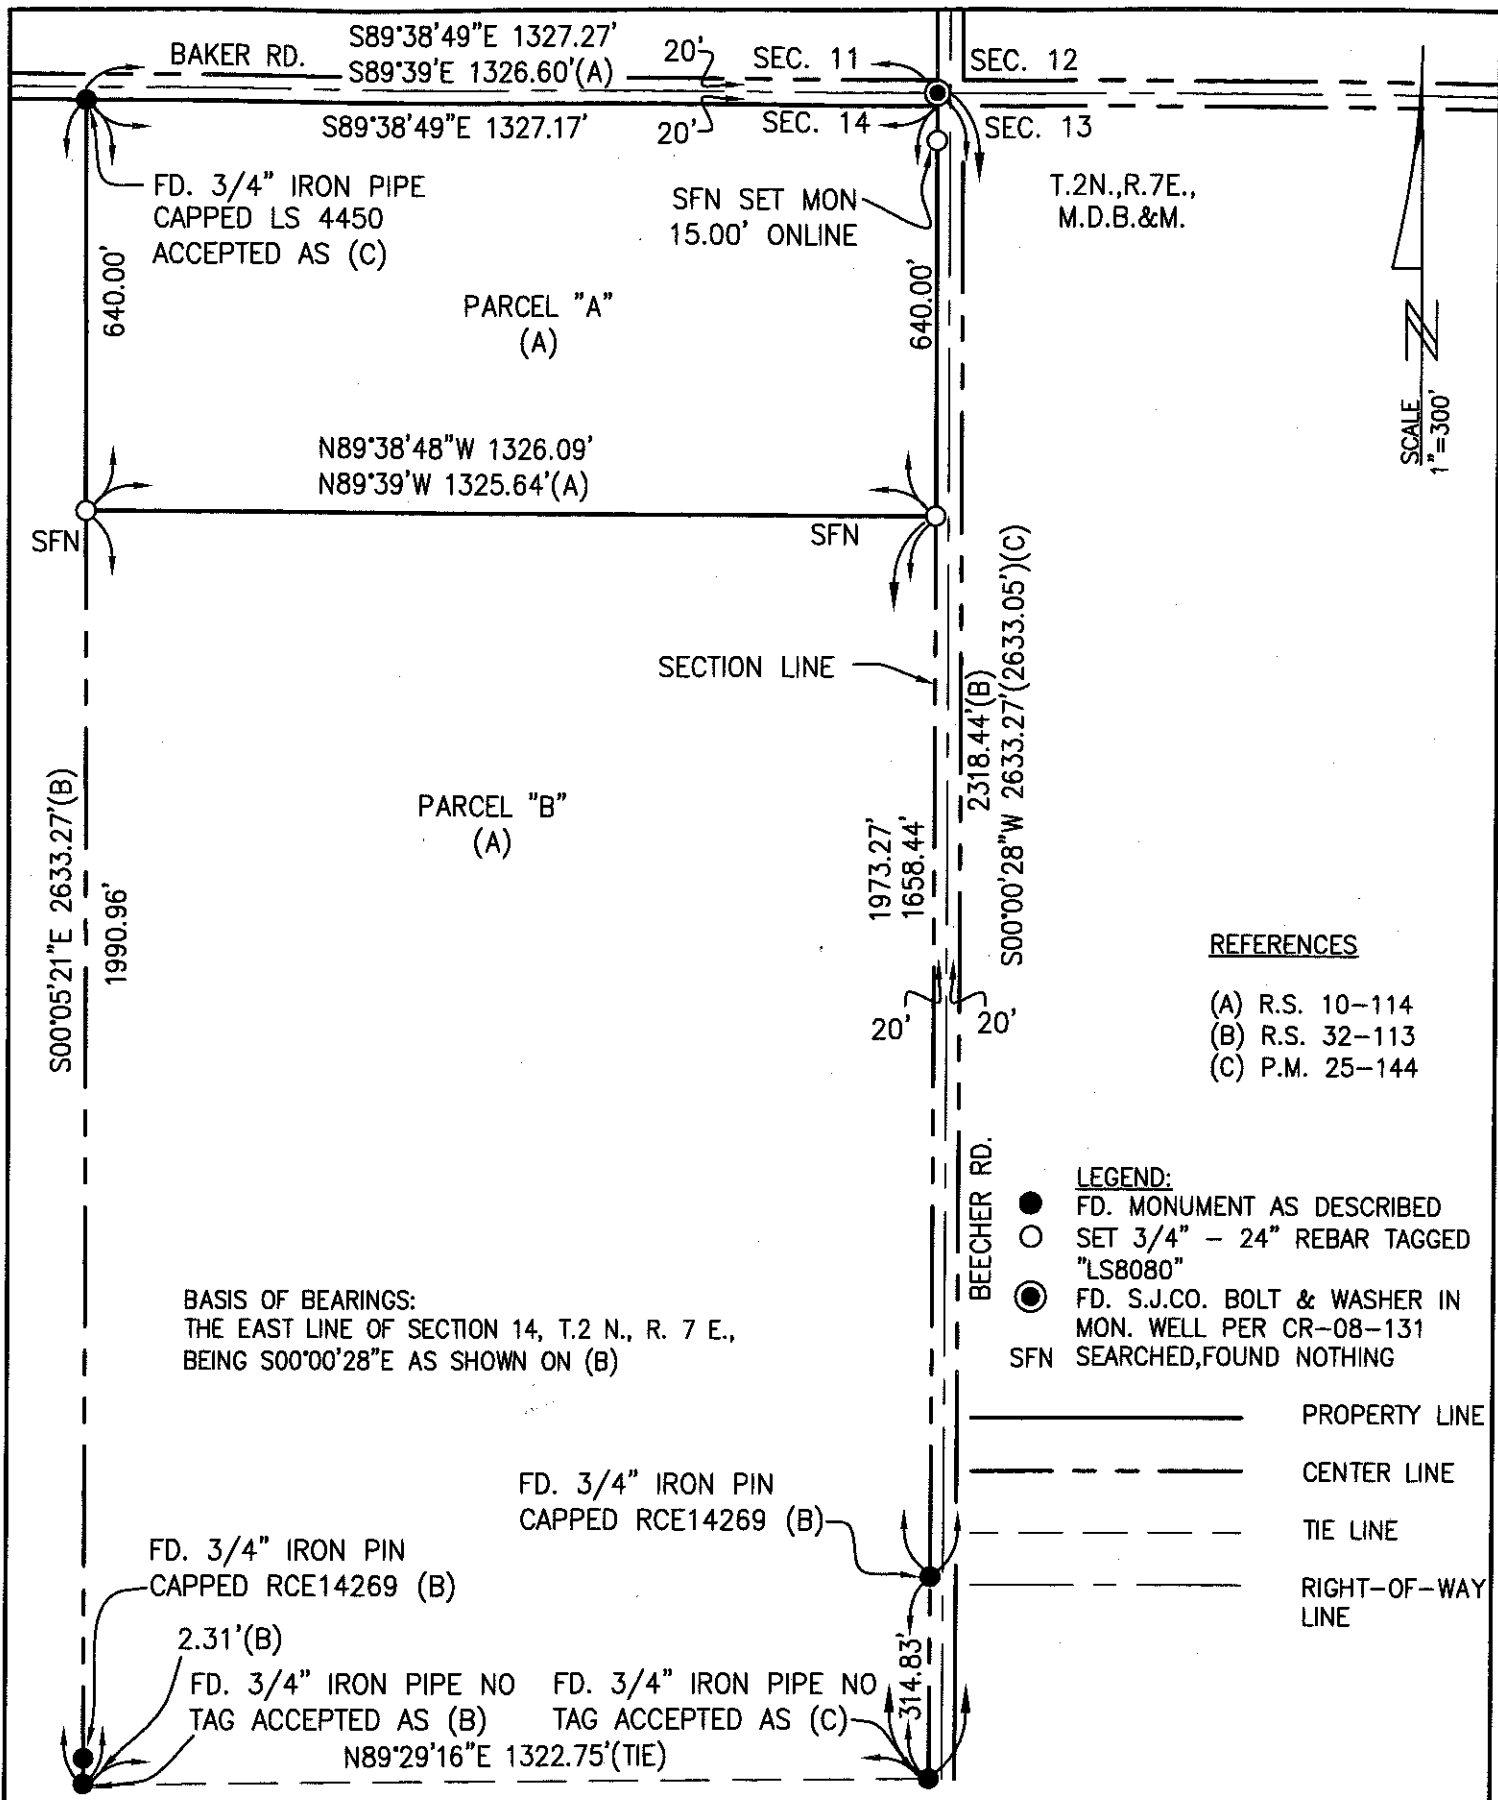 BAKER RD.
S89°38'49"E 1327.27'
S89°39'E 1326.60'(A)
20'
SEC. 11
SEC. 12
S89°38'49"E 1327.17'
20'
SEC. 14
SEC. 13
FD. 3/4" IRON PIPE
CAPPED LS 4450
ACCEPTED AS (C)
SFN SET MON
15.00' ONLINE
T.2N.,R.7E.,
M.D.B.&M.
640.00'
PARCEL "A"
(A)
640.00'
N
SCALE
1"=300'
N89°38'48"W 1326.09'
N89°39'W 1325.64'(A)
SFN
SFN
SECTION LINE
2318.44'(B)
S00°00'28"W 2633.27'(2633.05')(C)
S00°05'21"E 2633.27'(B)
1990.96'
PARCEL "B"
(A)
1973.27'
1658.44'
20'
20'
REFERENCES
(A) R.S. 10-114
(B) R.S. 32-113
(C) P.M. 25-144
BEECHER RD.
LEGEND:
FD. MONUMENT AS DESCRIBED
SET 3/4" - 24" REBAR TAGGED
"LS8080"
FD. S.J.CO. BOLT & WASHER IN
MON. WELL PER CR-08-131
SFN SEARCHED,FOUND NOTHING
BASIS OF BEARINGS:
THE EAST LINE OF SECTION 14, T.2 N., R. 7 E.,
BEING S00°00'28"E AS SHOWN ON (B)
PROPERTY LINE
CENTER LINE
TIE LINE
RIGHT-OF-WAY
LINE
FD. 3/4" IRON PIN
CAPPED RCE14269 (B)
FD. 3/4" IRON PIN
CAPPED RCE14269 (B)
2.31'(B)
314.83'
FD. 3/4" IRON PIPE NO
TAG ACCEPTED AS (B)
FD. 3/4" IRON PIPE NO
TAG ACCEPTED AS (C)
N89°29'16"E 1322.75'(TIE)